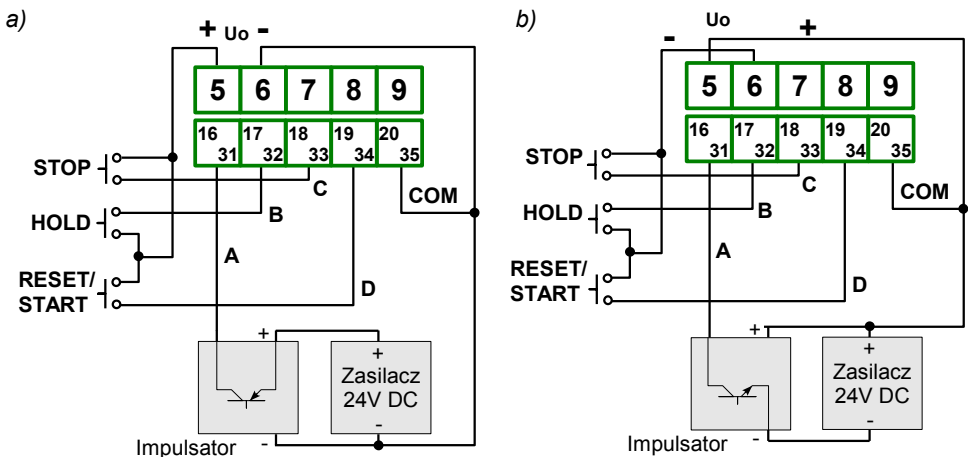 a)
+ Uo -
5 6 7 8 9
16 17 18 19 20
31 32 33 34 35
STOP
C
COM
HOLD
B
A
RESET/
START
D
+
+
Zasilacz
24V DC
-
Impulsator -
b)
Uo +
-
5 6 7 8 9
16 17 18 19 20
31 32 33 34 35
STOP
C
COM
HOLD
B
A
RESET/
START
D
+
+
Zasilacz
24V DC
-
Impulsator -